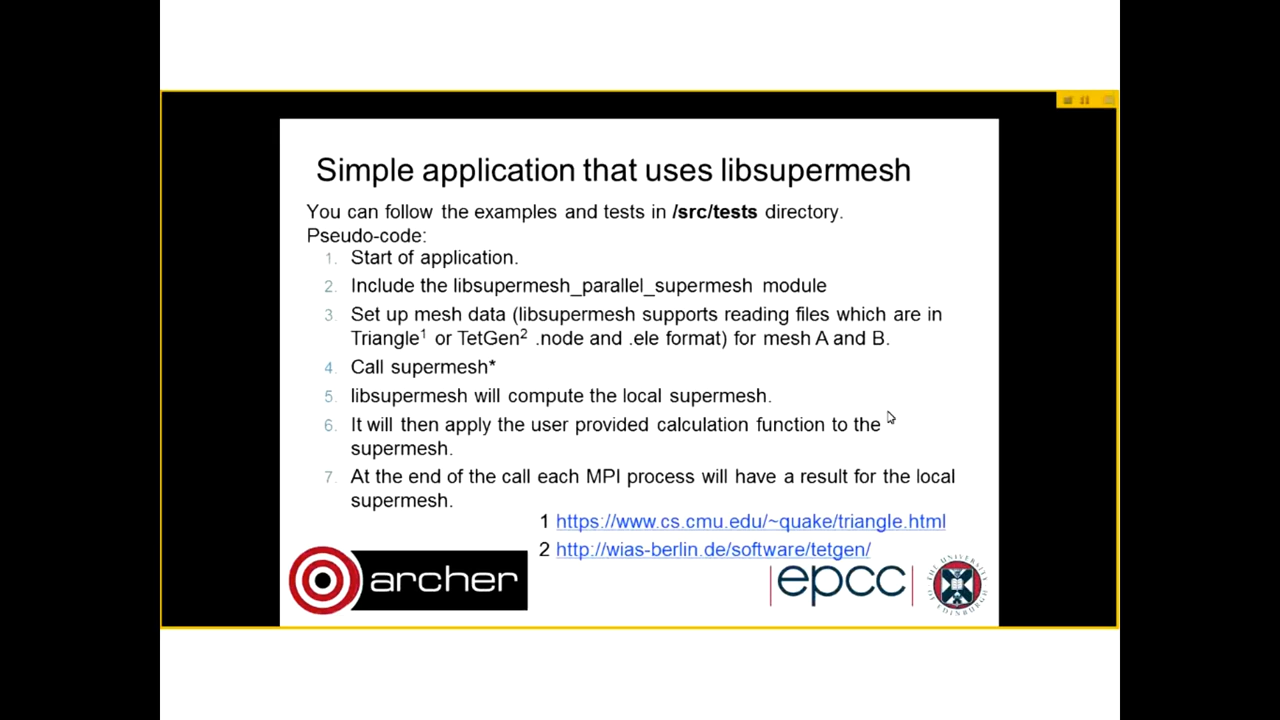 Simple application that uses libsupermesh
You can follow the examples and tests in /src/tests directory.
Pseudo-code:
1. Start of application.
2. Include the libsupermesh_parallel_supermesh module
3. Set up mesh data (libsupermesh supports reading files which are in
Triangle1 or TetGen2 .node and .ele format) for mesh A and B.
4. Call supermesh*
5. libsupermesh will compute the local supermesh.
6. It will then apply the user provided calculation function to the
supermesh.
7. At the end of the call each MPI process will have a result for the local
supermesh.
1 https://www.cs.cmu.edu/~quake/triangle.html
2 http://wias-berlin.de/software/tetgen/
archer
epcc
THE UNIVERSITY OF EDINBURGH